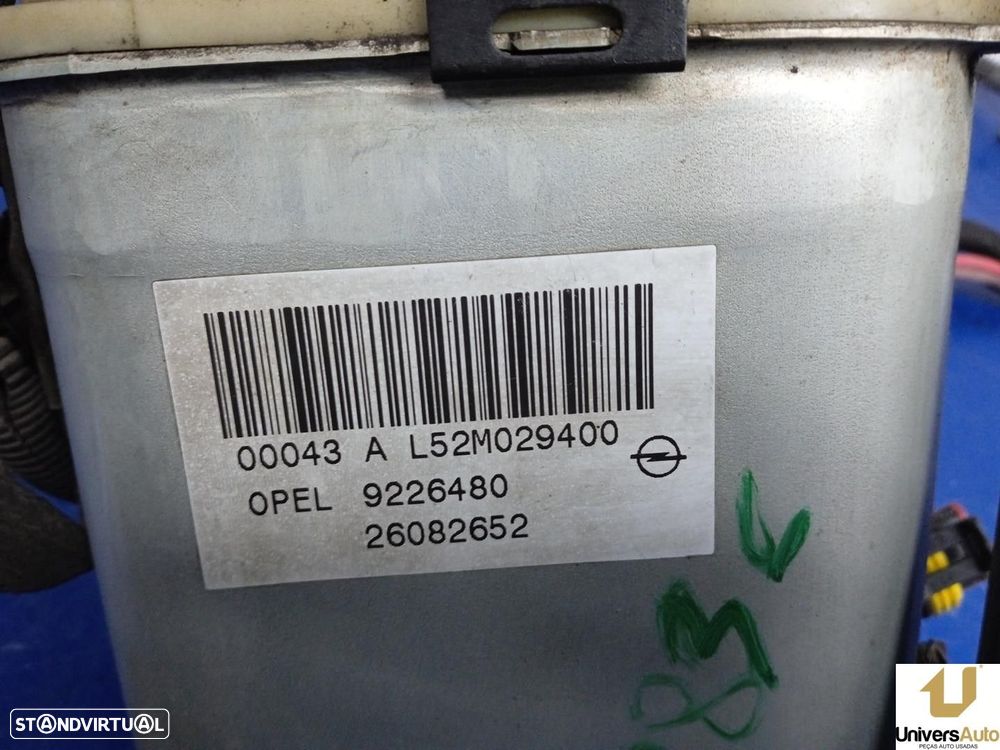 00043 A L52M029400
OPEL 9226480
26082652
STANDVIRTUAL
UniversAuto
PEÇAS AUTO USADAS